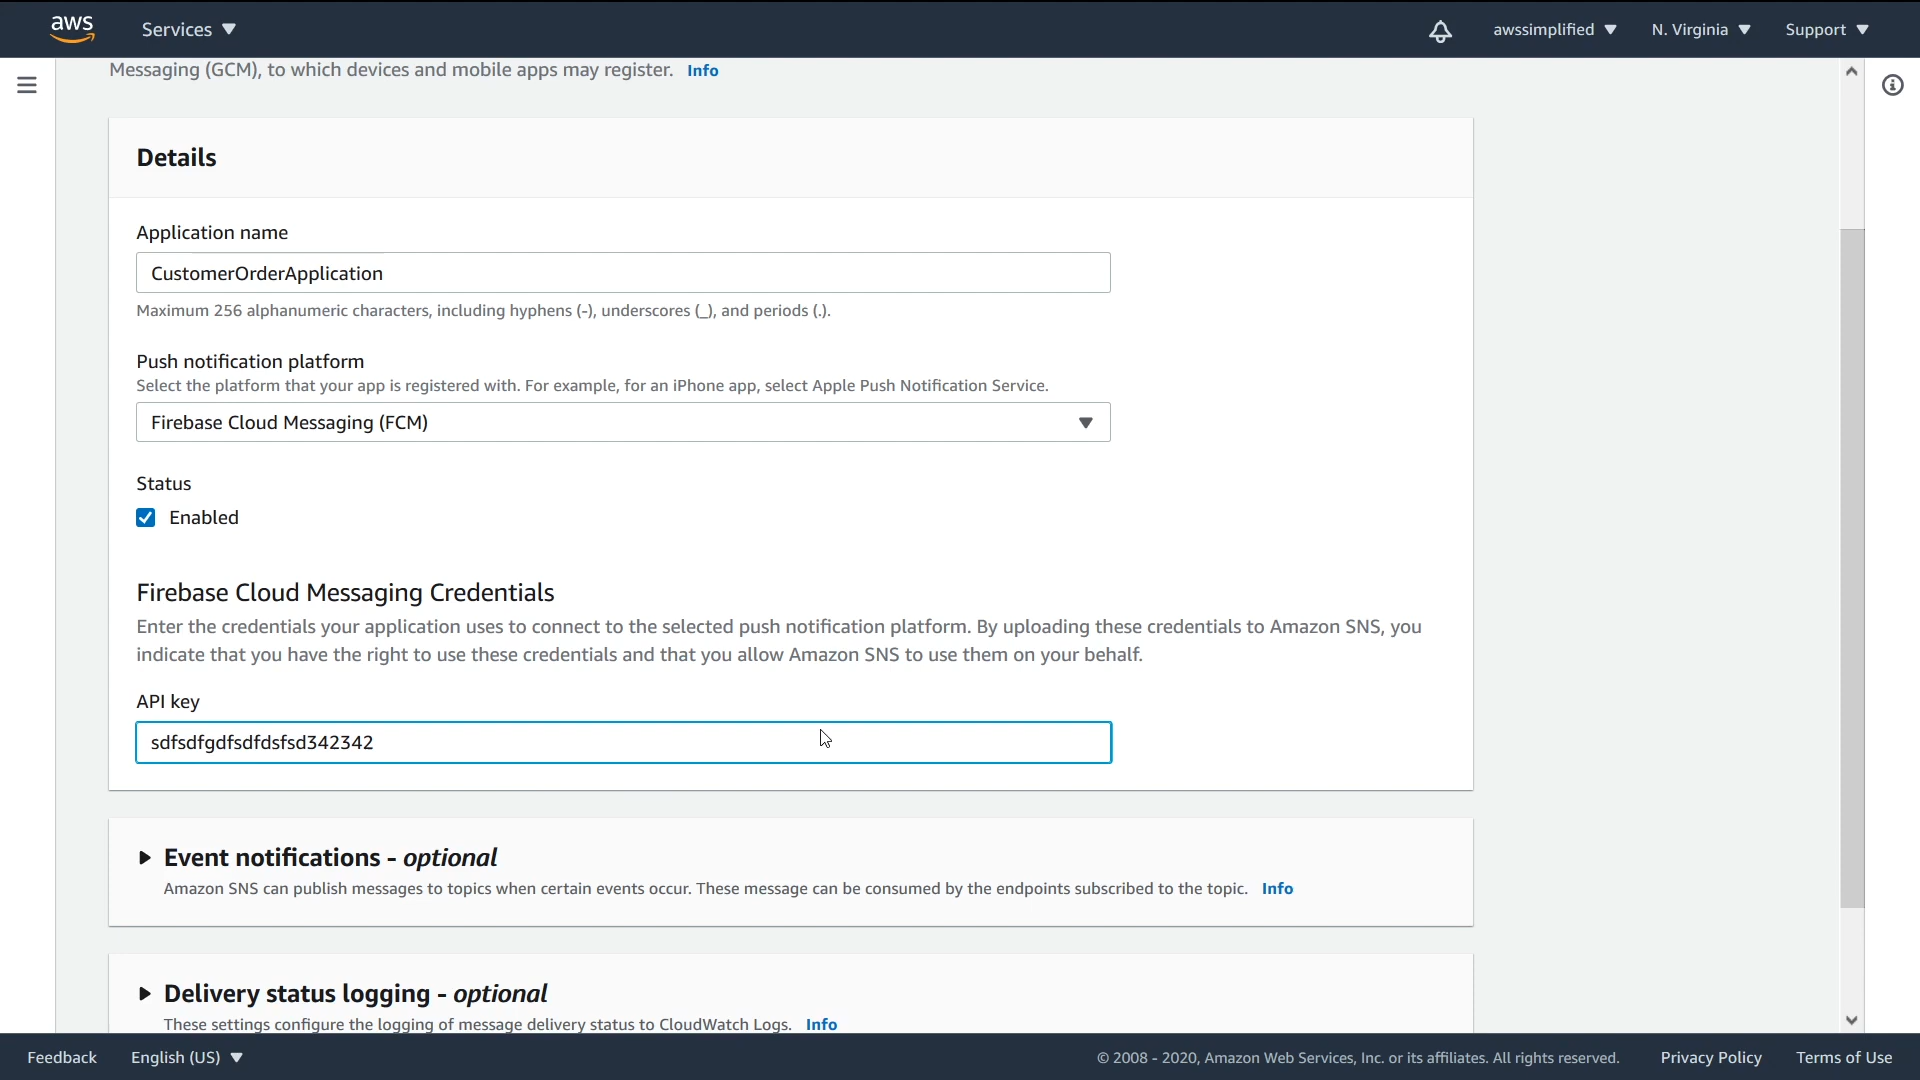 aws
Services
awssimplified
N. Virginia
Support
Messaging (GCM), to which devices and mobile apps may register. Info
Details
Application name
CustomerOrderApplication
Maximum 256 alphanumeric characters, including hyphens (-), underscores (_), and periods (.).
Push notification platform
Select the platform that your app is registered with. For example, for an iPhone app, select Apple Push Notification Service.
Firebase Cloud Messaging (FCM)
Status
Enabled
Firebase Cloud Messaging Credentials
Enter the credentials your application uses to connect to the selected push notification platform. By uploading these credentials to Amazon SNS, you
indicate that you have the right to use these credentials and that you allow Amazon SNS to use them on your behalf.
API key
sdfsdfgdfsdfdsfsd342342
Event notifications - optional
Amazon SNS can publish messages to topics when certain events occur. These message can be consumed by the endpoints subscribed to the topic. Info
Delivery status logging - optional
These settings configure the logging of message delivery status to CloudWatch Logs. Info
Feedback
English (US)
© 2008 - 2020, Amazon Web Services, Inc. or its affiliates. All rights reserved.
Privacy Policy
Terms of Use